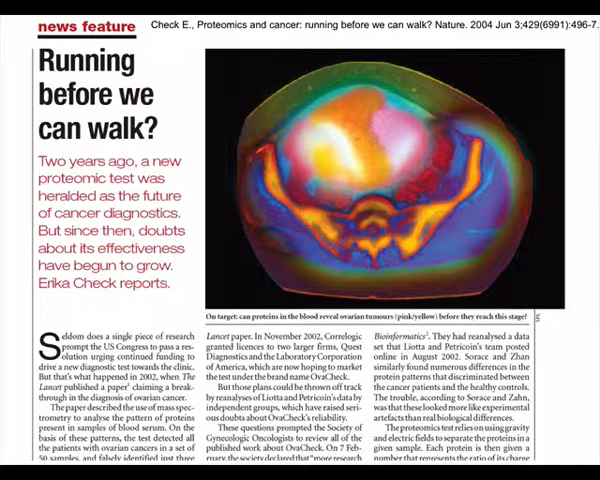 news feature
Check E., Proteomics and cancer: running before we can walk? Nature. 2004 Jun 3;429(6991):496-7.
Running
before we
can walk?
Two years ago, a new
proteomic test was
heralded as the future
of cancer diagnostics.
But since then, doubts
about its effectiveness
have begun to grow.
Erika Check reports.
On target: can proteins in the blood reveal ovarian tumours (pink/yellow) before they reach this stage?
SPL
Seldom does a single piece of research
prompt the US Congress to pass a res-
olution urging continued funding to
drive a new diagnostic test towards the clinic.
But that's what happened in 2002, when The
Lancet published a paper¹ claiming a break-
through in the diagnosis of ovarian cancer.
The paper described the use of mass spec-
trometry to analyse the pattern of proteins
present in samples of blood serum. On the
basis of these patterns, the test detected all
the patients with ovarian cancers in a set of
50 samples, and falsely identified just three
Lancet paper. In November 2002, Correlogic
granted licences to two larger firms, Quest
Diagnostics and the Laboratory Corporation
of America, which are now hoping to market
the test under the brand name OvaCheck.
But those plans could be thrown off track
by reanalyses of Liotta and Petricoin's data by
independent groups, which have raised seri-
ous doubts about OvaCheck's reliability.
These questions prompted the Society of
Gynecologic Oncologists to review all of the
published work about OvaCheck. On 7 Feb-
ruary, the society declared that "more research
Bioinformatics². They had reanalysed a data
set that Liotta and Petricoin's team posted
online in August 2002. Sorace and Zhan
similarly found numerous differences in the
protein patterns that discriminated between
the cancer patients and the healthy controls.
The trouble, according to Sorace and Zahn,
was that these looked more like experimental
artefacts than real biological differences.
The proteomics test relies on using gravity
and electric fields to separate the proteins in a
given sample. Each protein is then given a
number that represents the ratio of its charge